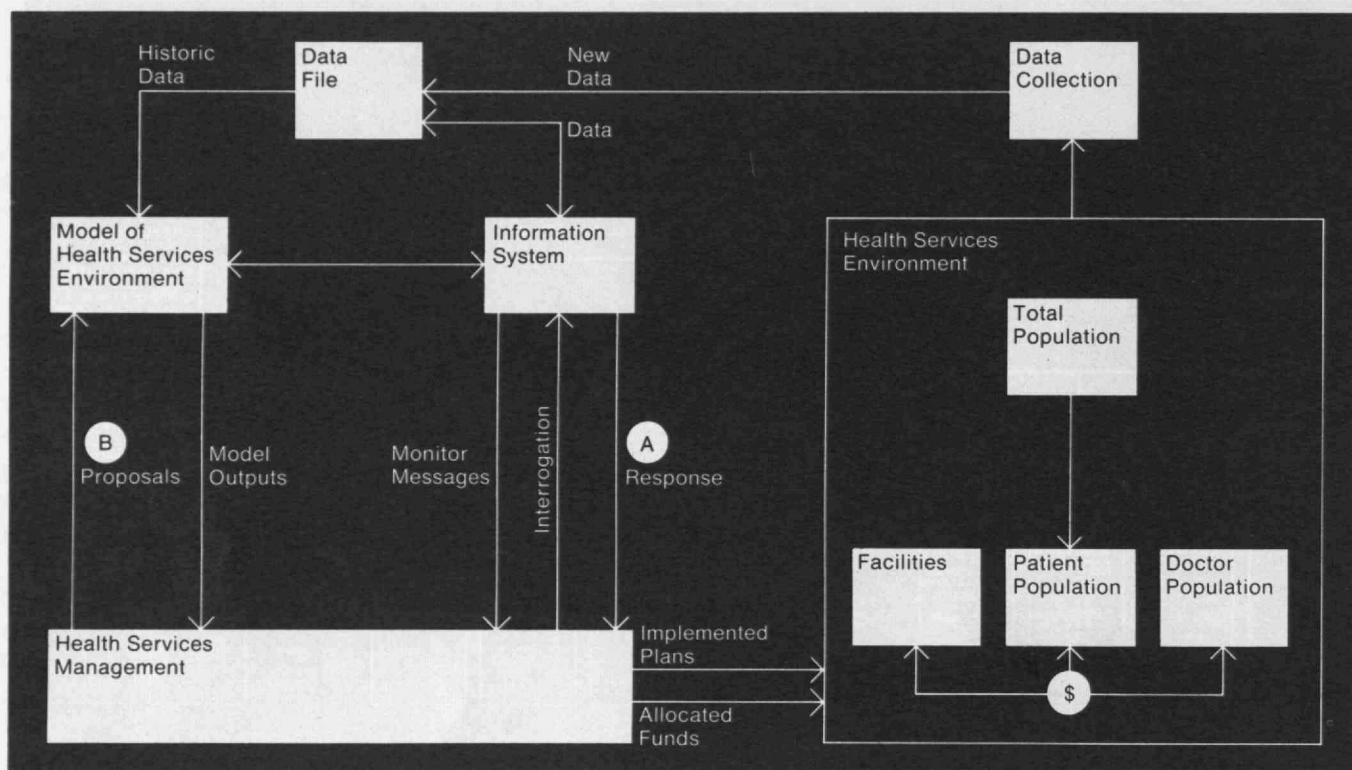 Historic
Data
Data
File
New
Data
Data
Collection
Data
Model of
Health Services
Environment
Information
System
Health Services
Environment
Total
Population
B
Proposals
Model
Outputs
Monitor
Messages
Interrogation
A
Response
Facilities
Patient
Population
Doctor
Population
$
Health Services
Management
Implemented
Plans
Allocated
Funds